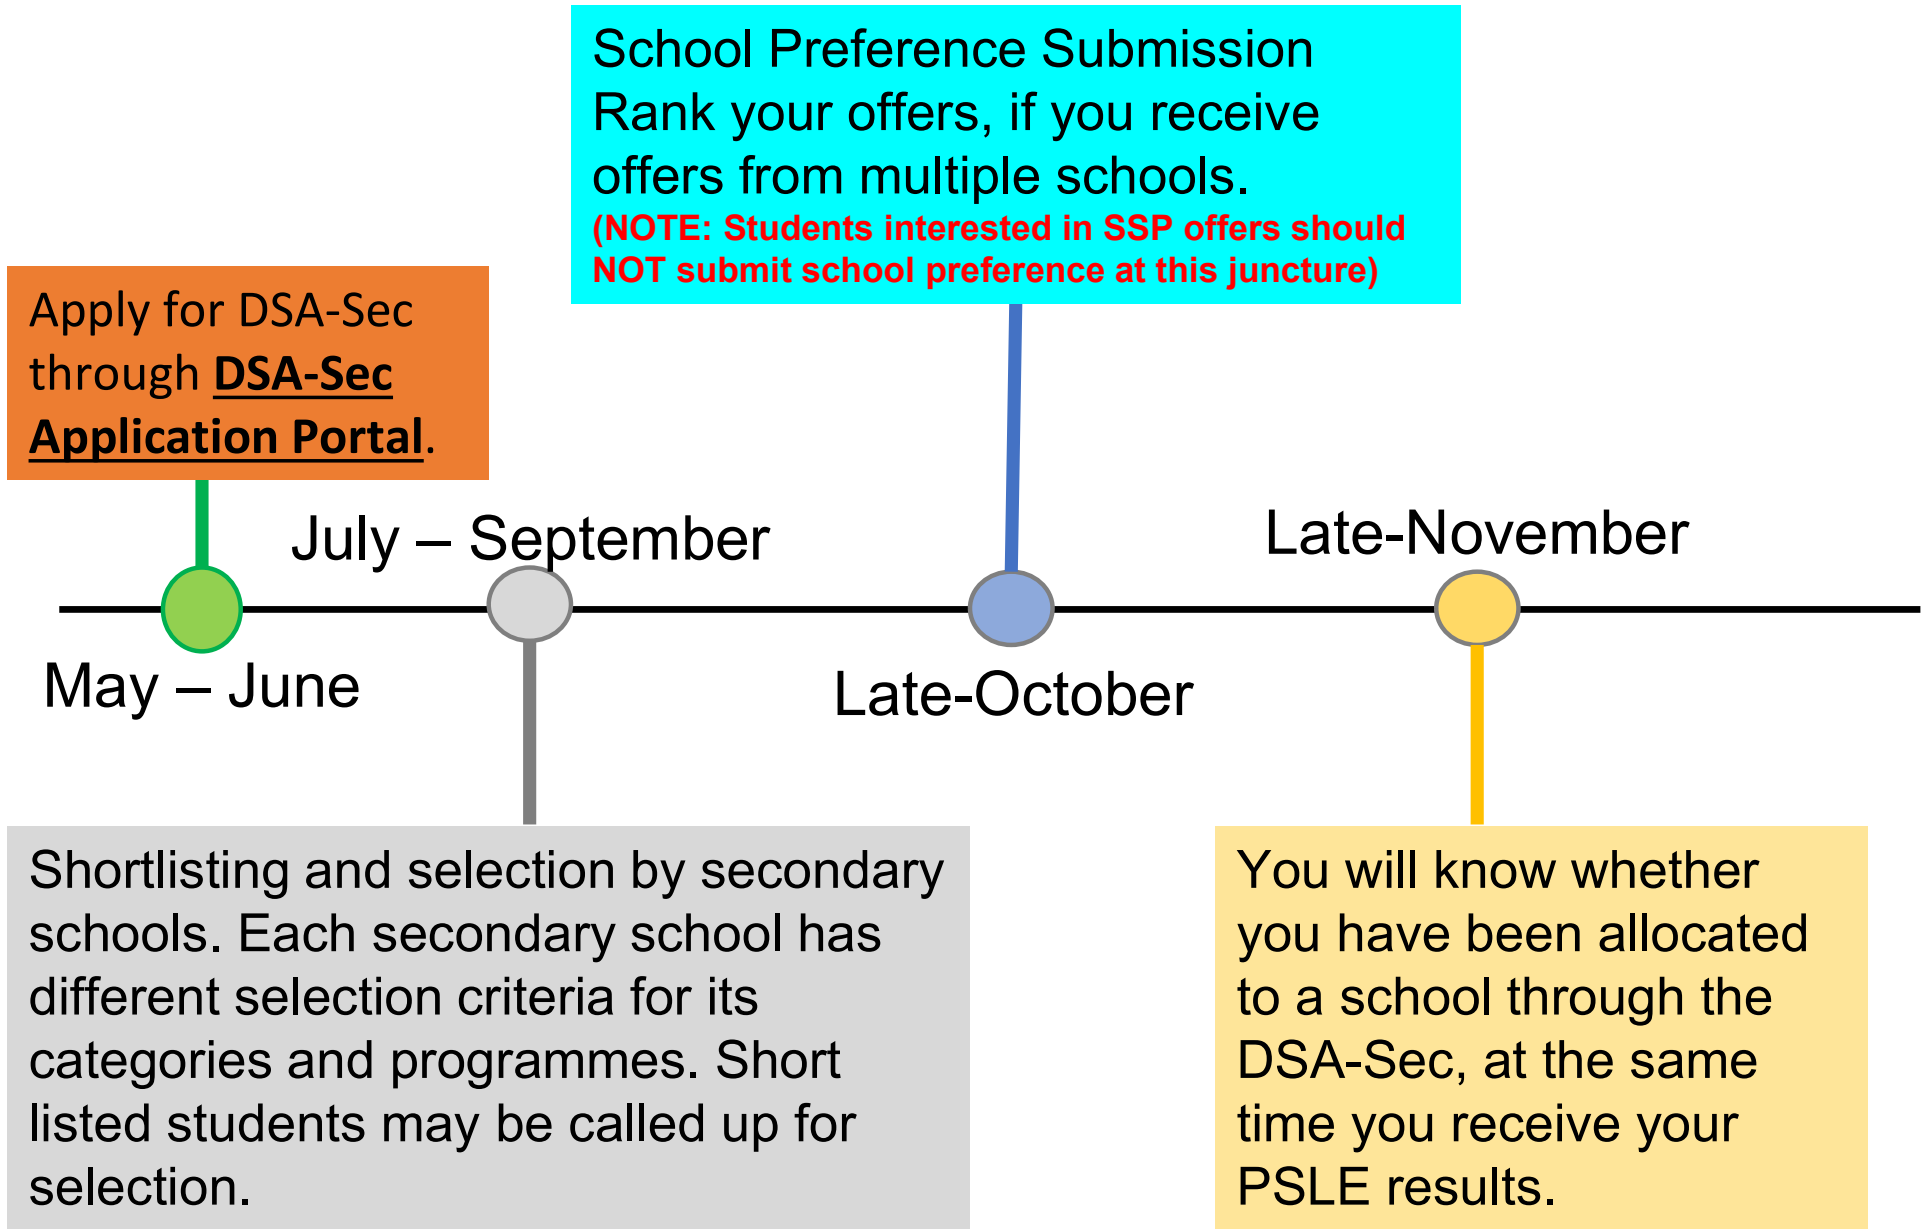 School Preference Submission
Rank your offers, if you receive
offers from multiple schools.
(NOTE: Students interested in SSP offers should
NOT submit school preference at this juncture)
Apply for DSA-Sec
through DSA-Sec
Application Portal.
July – September
Late-November
May – June
Late-October
Shortlisting and selection by secondary
schools. Each secondary school has
different selection criteria for its
categories and programmes. Short
listed students may be called up for
selection.
You will know whether
you have been allocated
to a school through the
DSA-Sec, at the same
time you receive your
PSLE results.